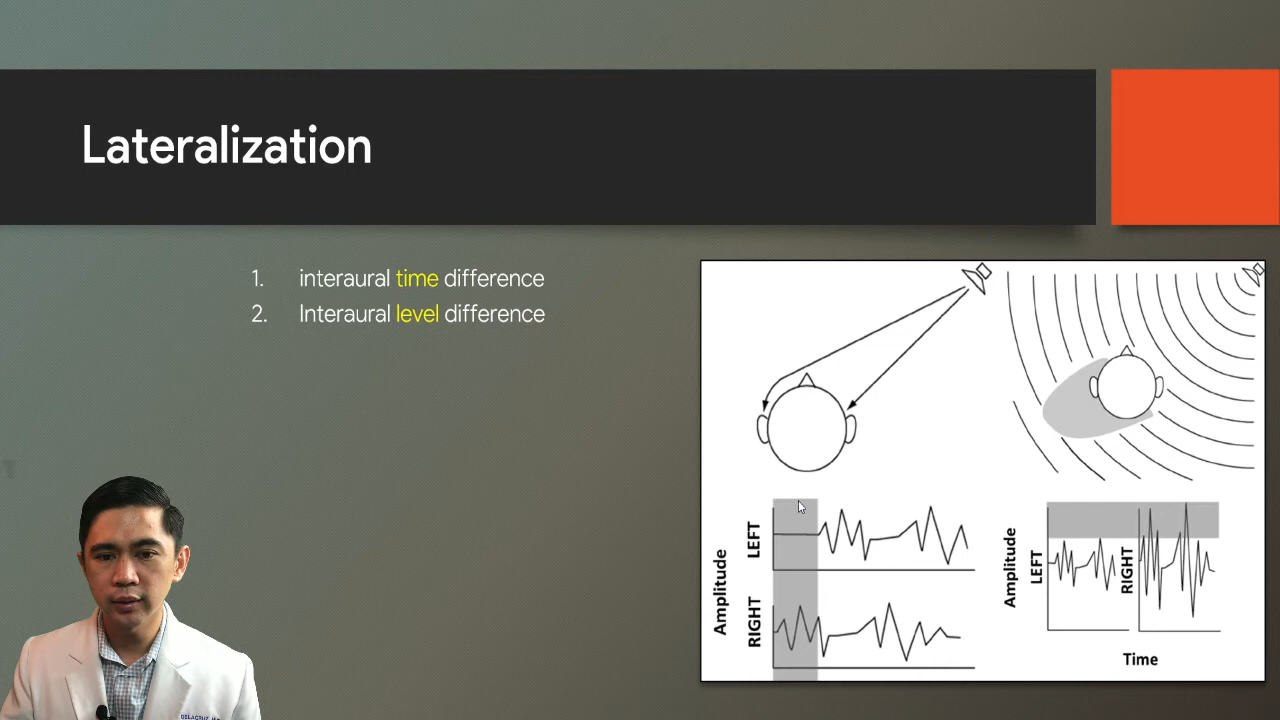 Lateralization
1. interaural time difference
2. Interaural level difference
Amplitude
LEFT
RIGHT
Amplitude
LEFT
RIGHT
Time